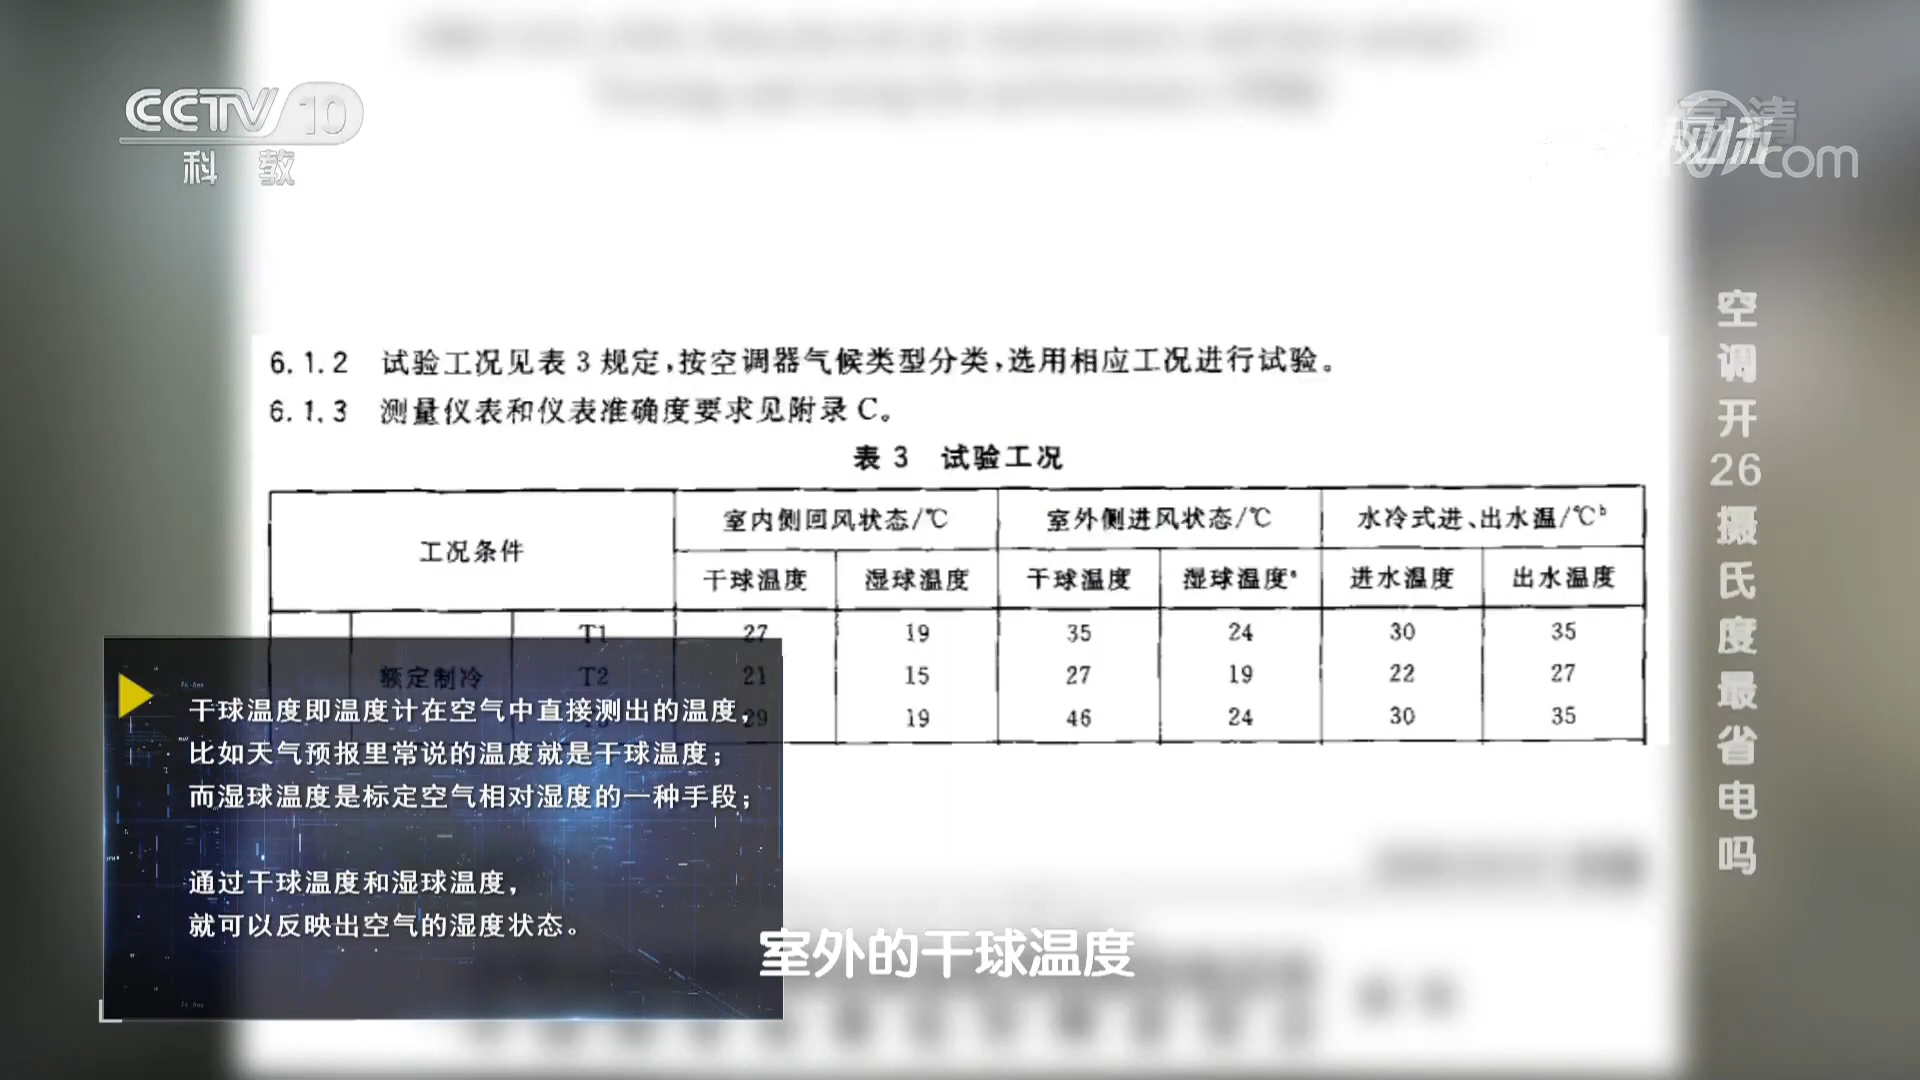 CCTV 10
科 教
高清
com
6.1.2 试验工况见表 3 规定,按空调器气候类型分类,选用相应工况进行试验。
6.1.3 测量仪表和仪表准确度要求见附录 C。
表 3 试验工况
工况条件 室内侧回风状态/℃ 室外侧进风状态/℃ 水冷式进、出水温/℃ᵇ
干球温度 湿球温度 干球温度 湿球温度ᵃ 进水温度 出水温度
T1 27 19 35 24 30 35
额定制冷 T2 21 15 27 19 22 27
29 19 46 24 30 35
干球温度即温度计在空气中直接测出的温度,
比如天气预报里常说的温度就是干球温度;
而湿球温度是标定空气相对湿度的一种手段;
通过干球温度和湿球温度,
就可以反映出空气的湿度状态。
室外的干球温度
空调开26摄氏度最省电吗